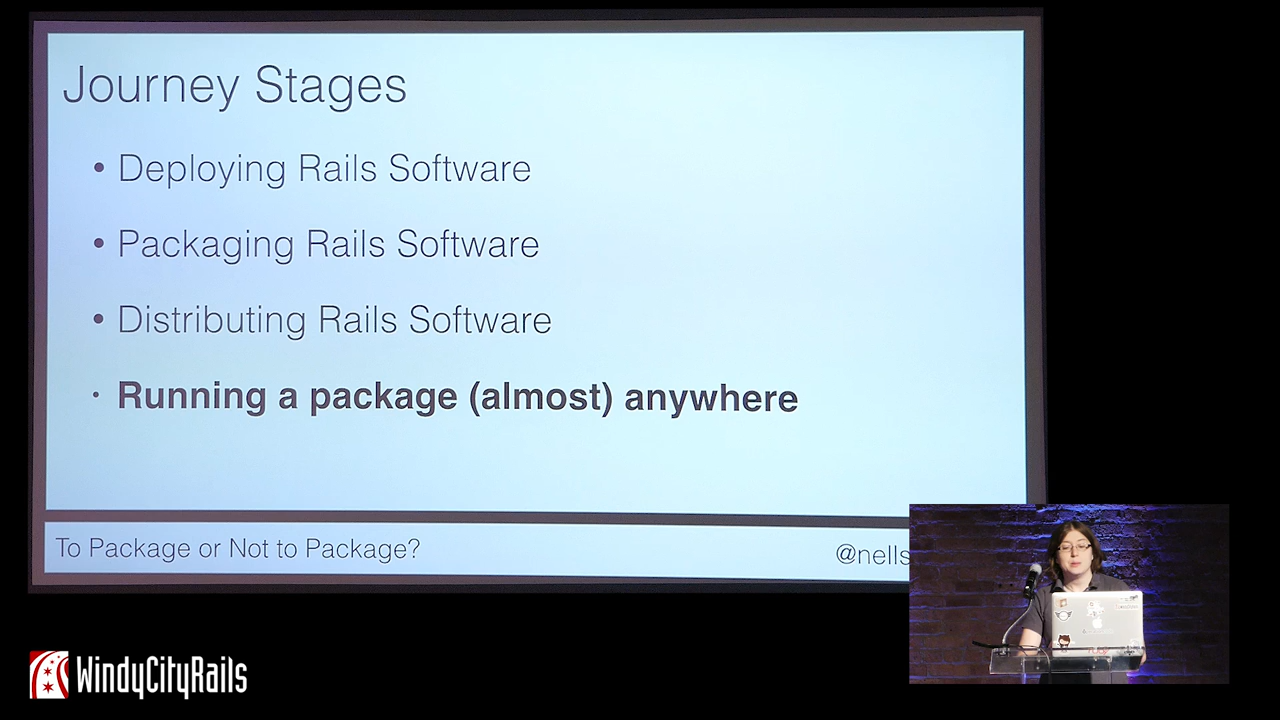 Journey Stages
• Deploying Rails Software
• Packaging Rails Software
• Distributing Rails Software
• Running a package (almost) anywhere
To Package or Not to Package?
@nells
WindyCityRails